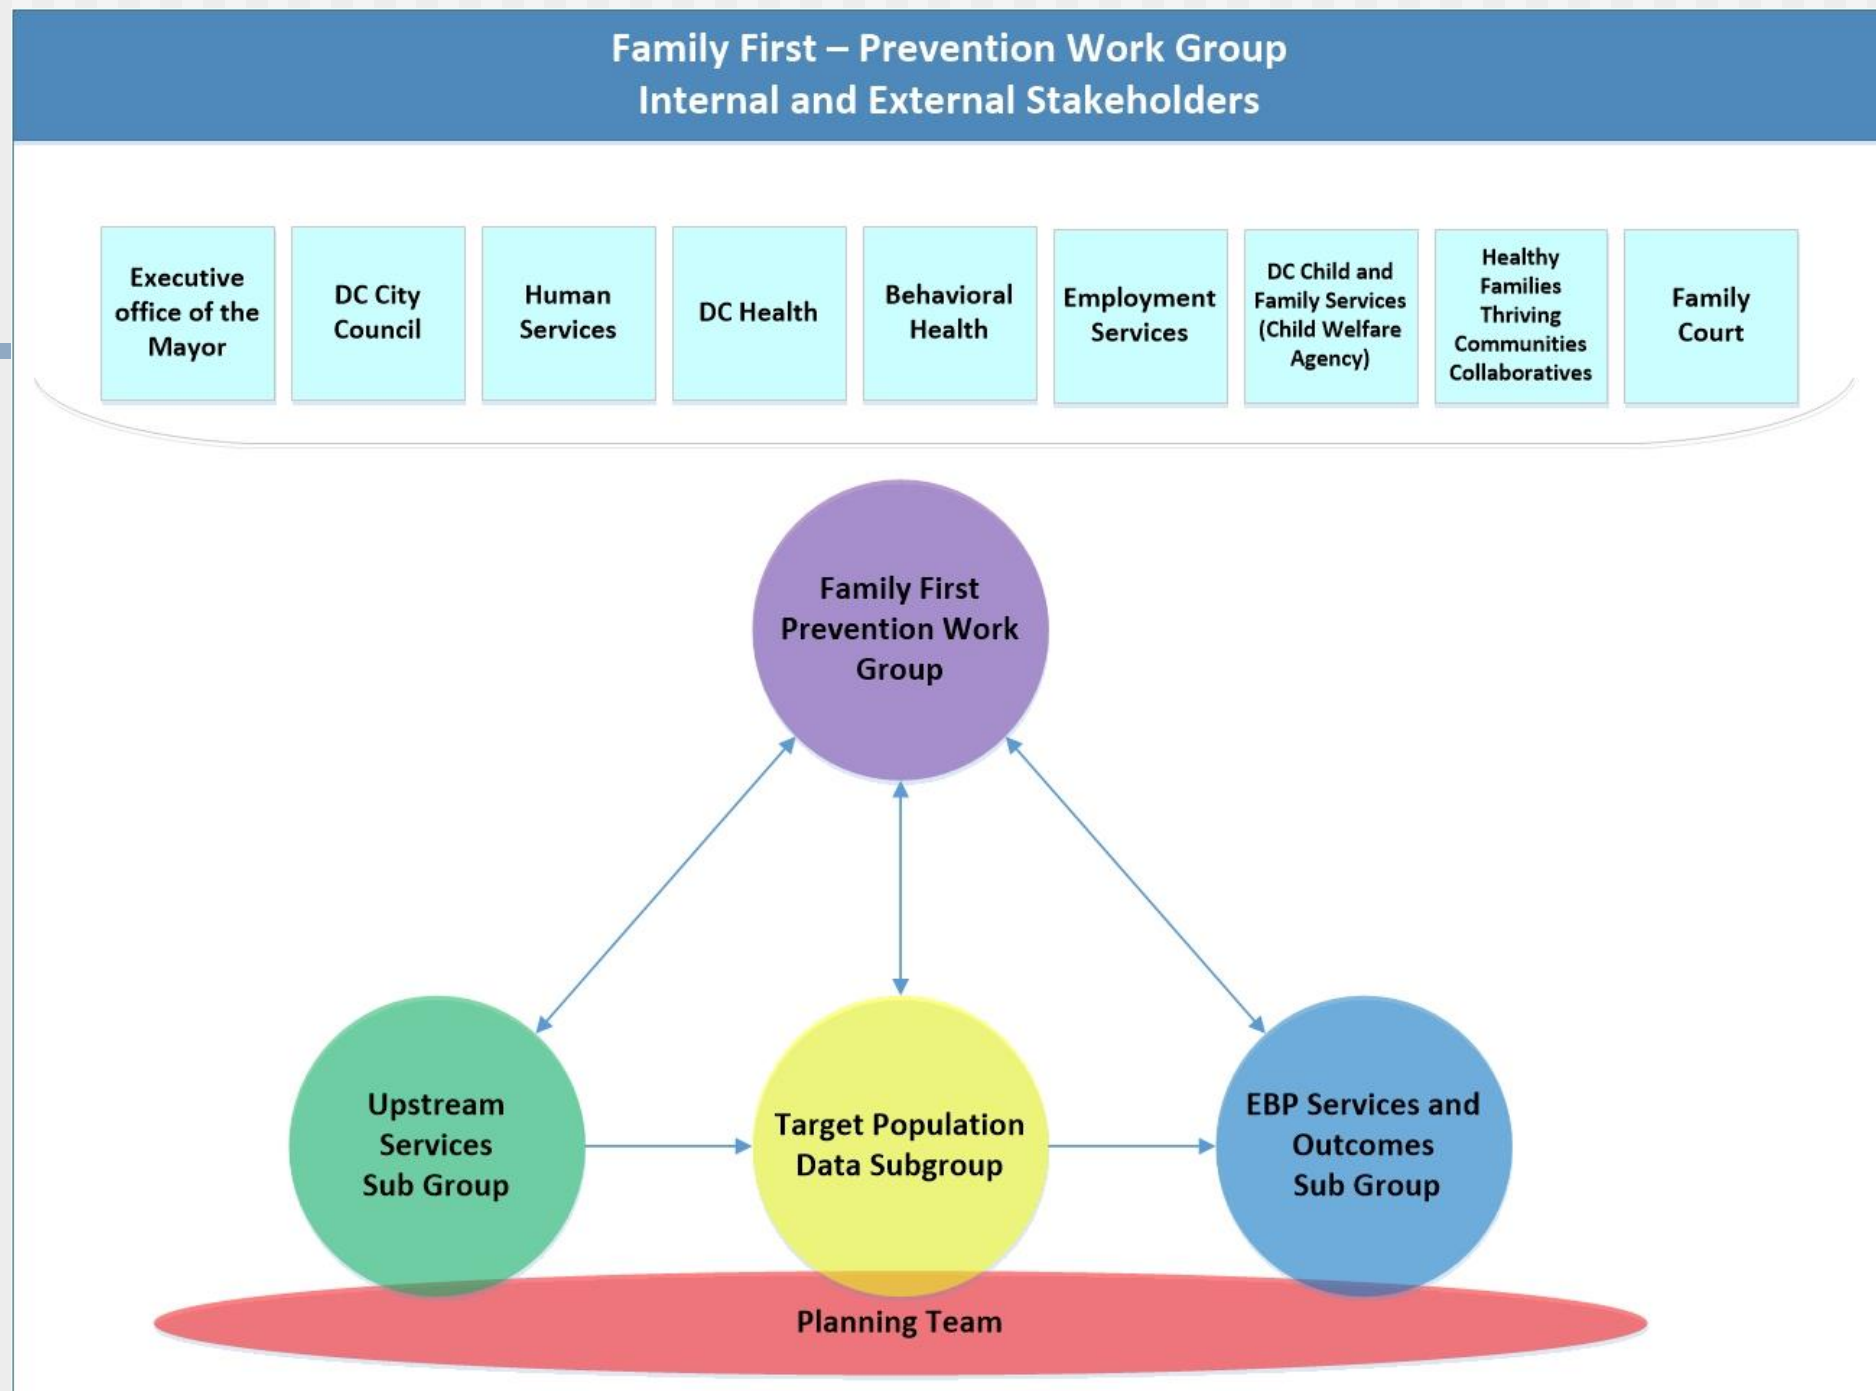 Family First – Prevention Work Group
Internal and External Stakeholders
Executive
office of the
Mayor
DC City
Council
Human
Services
DC Health
Behavioral
Health
Employment
Services
DC Child and
Family Services
(Child Welfare
Agency)
Healthy
Families
Thriving
Communities
Collaboratives
Family
Court
Family First
Prevention Work
Group
Upstream
Services
Sub Group
Target Population
Data Subgroup
EBP Services and
Outcomes
Sub Group
Planning Team